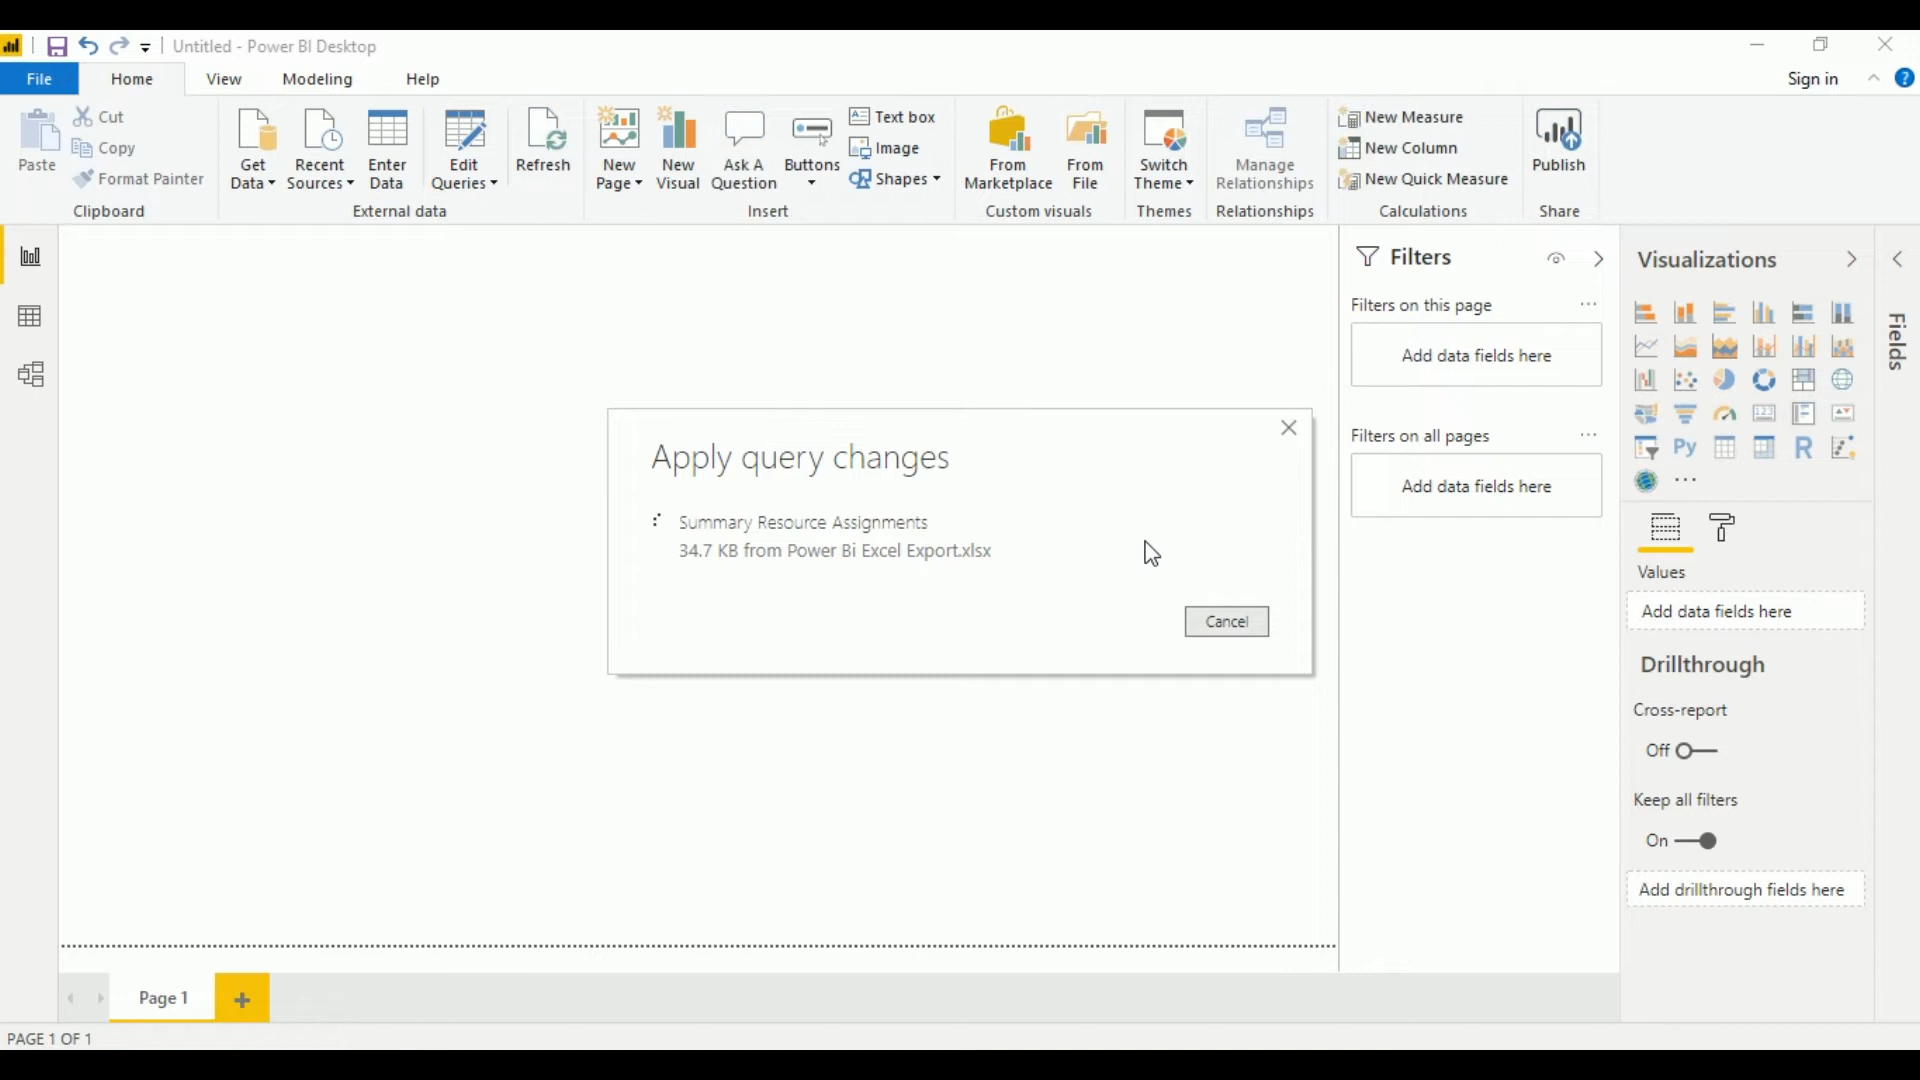 Untitled - Power BI Desktop
File Home View Modeling Help Sign in
Paste
Cut
Copy
Format Painter
Clipboard
Get Data
Recent Sources
Enter Data
Edit Queries
Refresh
External data
New Page
New Visual
Ask A Question
Buttons
Text box
Image
Shapes
Insert
From Marketplace
From File
Custom visuals
Switch Theme
Themes
Manage Relationships
Relationships
New Measure
New Column
New Quick Measure
Calculations
Publish
Share
Apply query changes
Summary Resource Assignments
34.7 KB from Power Bi Excel Export.xlsx
Cancel
Filters
Filters on this page
Add data fields here
Filters on all pages
Add data fields here
Visualizations
123
Py
R
Values
Add data fields here
Drillthrough
Cross-report
Off
Keep all filters
On
Add drillthrough fields here
Fields
Page 1
PAGE 1 OF 1